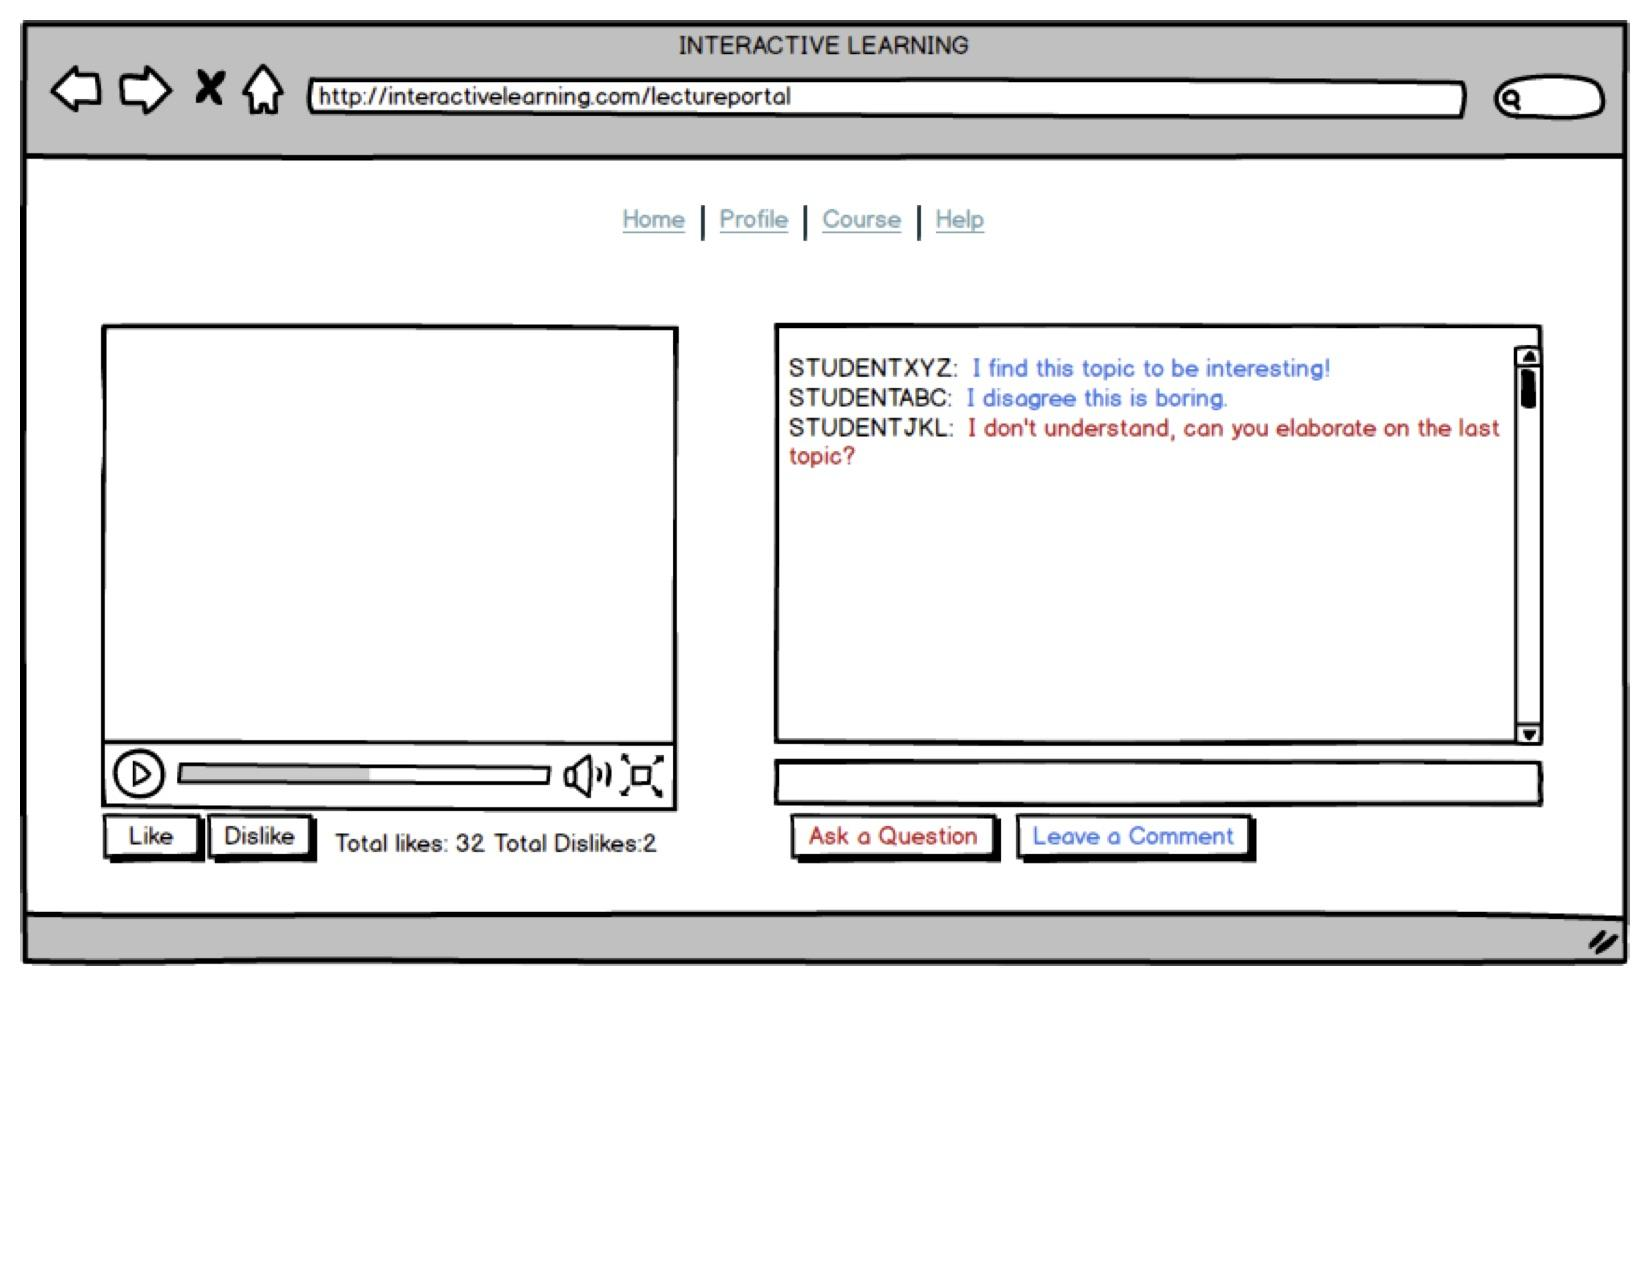 INTERACTIVE LEARNING
http://interactivelearning.com/lectureportal
Home | Profile | Course | Help
STUDENTXYZ: I find this topic to be interesting!
STUDENTABC: I disagree this is boring.
STUDENTJKL: I don't understand, can you elaborate on the last
topic?
Like Dislike Total likes: 32 Total Dislikes:2
Ask a Question Leave a Comment